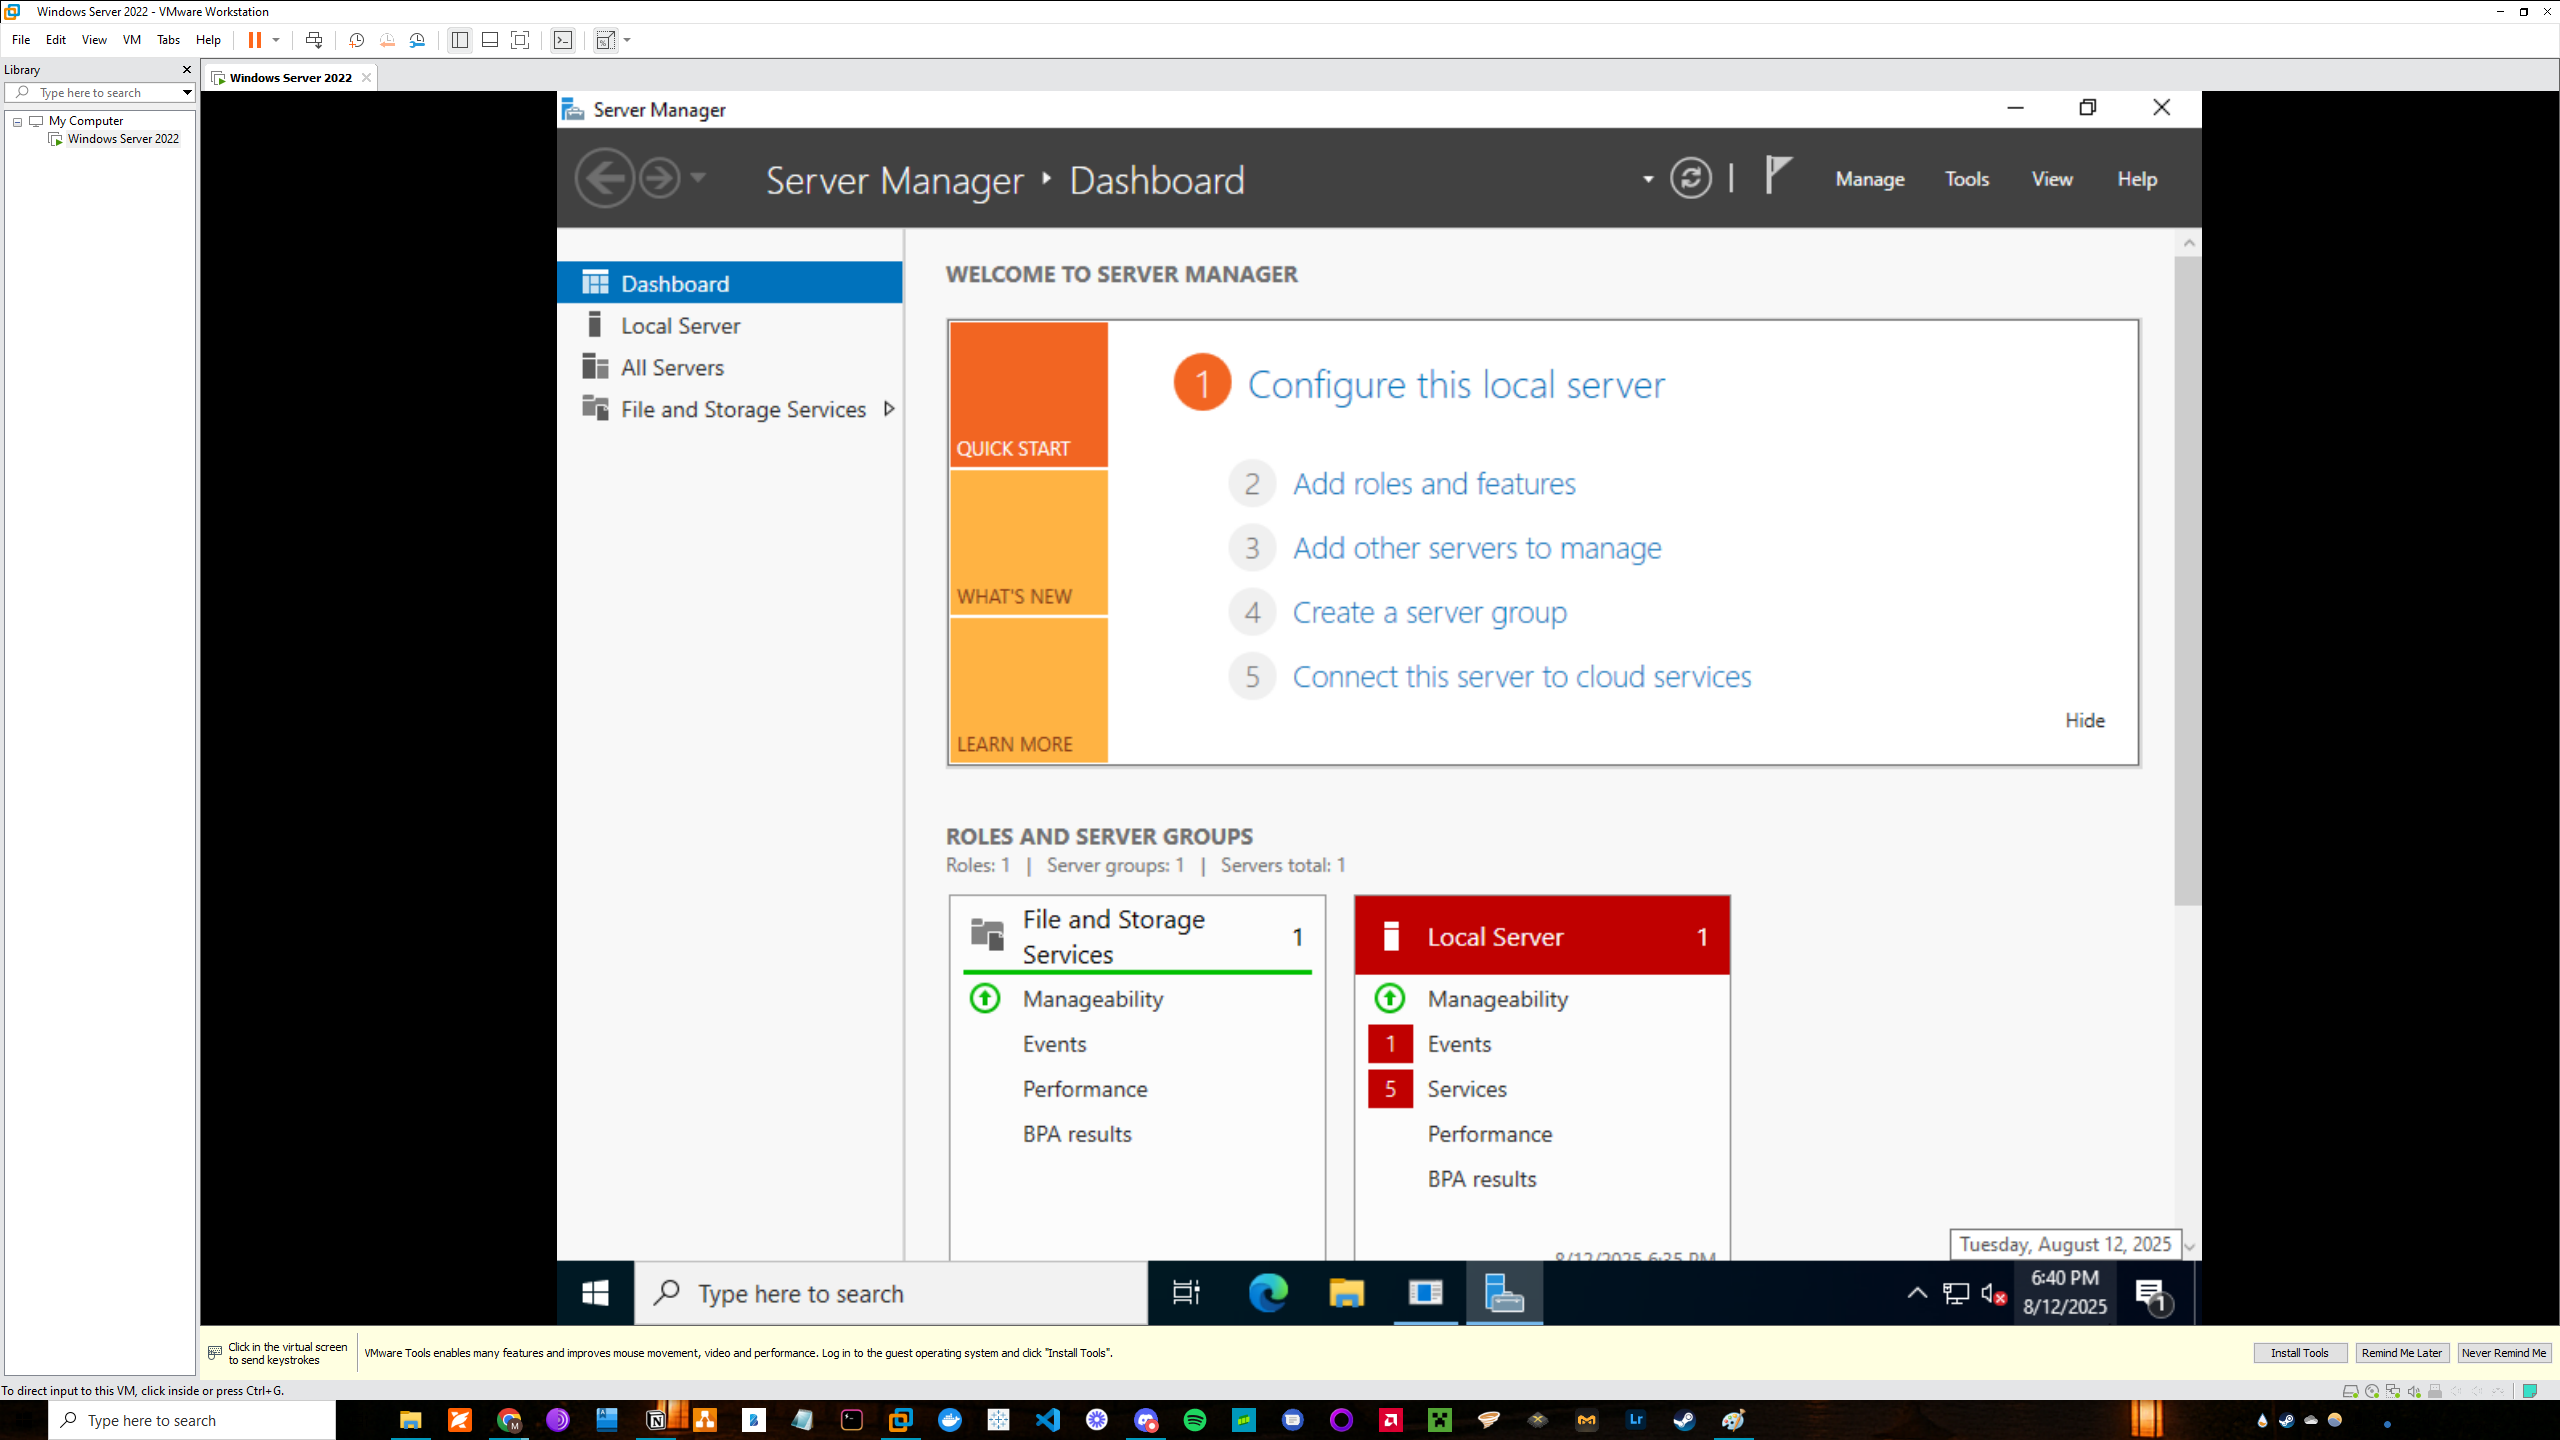 Windows Server 2022 - VMware Workstation
File Edit View VM Tabs Help
Library
Type here to search
My Computer
Windows Server 2022
Windows Server 2022
Server Manager
Server Manager Dashboard
Manage Tools View Help
Dashboard
Local Server
All Servers
File and Storage Services
WELCOME TO SERVER MANAGER
QUICK START
WHAT'S NEW
LEARN MORE
1 Configure this local server
2 Add roles and features
3 Add other servers to manage
4 Create a server group
5 Connect this server to cloud services
Hide
ROLES AND SERVER GROUPS
Roles: 1 | Server groups: 1 | Servers total: 1
File and Storage
Services
1
Manageability
Events
Performance
BPA results
Local Server 1
Manageability
1 Events
5 Services
Performance
BPA results
8/12/2025 6:35 PM
Tuesday, August 12, 2025
Type here to search
6:40 PM
8/12/2025
1
Click in the virtual screen
to send keystrokes
VMware Tools enables many features and improves mouse movement, video and performance. Log in to the guest operating system and click "Install Tools".
Install Tools
Remind Me Later
Never Remind Me
To direct input to this VM, click inside or press Ctrl+G.
Type here to search
Lr